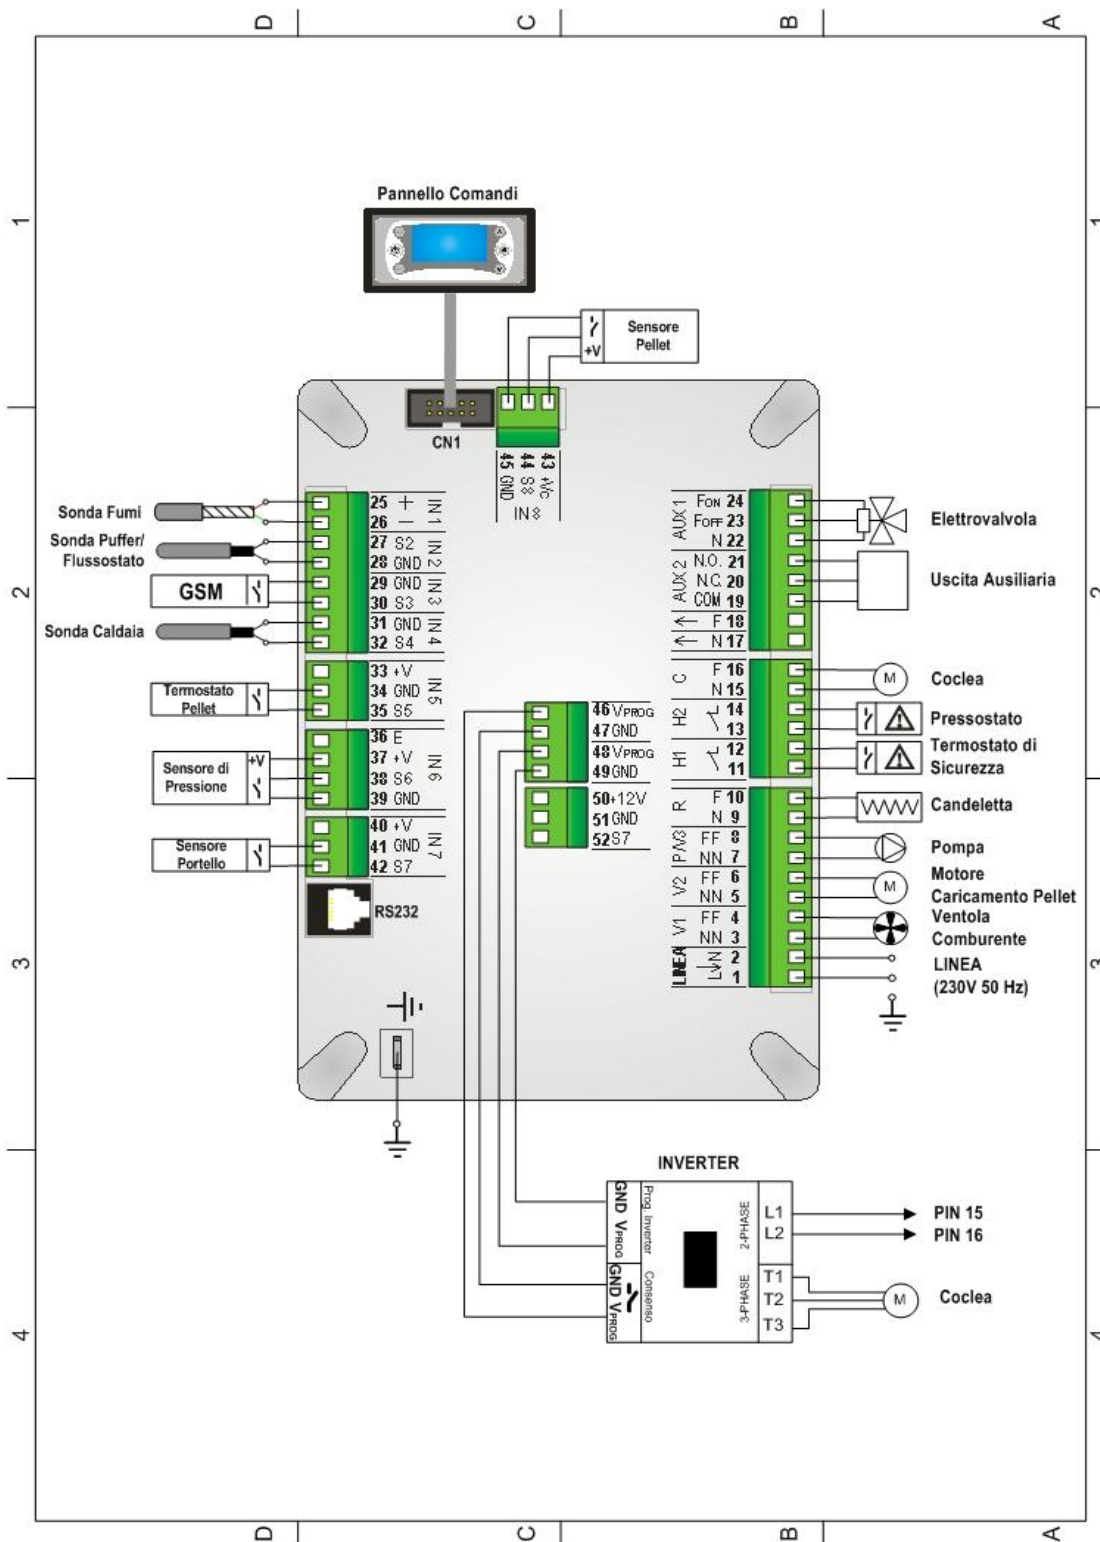 D C B A
1 1
Pannello Comandi
Sensore
Pellet
+V
CN1
45 GND
44 S8
43 +Vc
IN 8
Sonda Fumi
Sonda Puffer/
Flussostato
GSM
Sonda Caldaia
Termostato
Pellet
Sensore di
Pressione
+V
Sensore
Portello
2 2
25 +
26 −
IN 1
27 S2
28 GND
IN 2
29 GND
30 S3
IN 3
31 GND
32 S4
IN 4
33 +V
34 GND
35 S5
IN 5
36 E
37 +V
38 S6
39 GND
IN 6
40 +V
41 GND
42 S7
IN 7
RS232
46 VPROG
47 GND
48 VPROG
49 GND
50 +12V
51 GND
52 S7
AUX 1
FON 24
FOFF 23
N 22
AUX 2
N.O. 21
N.C. 20
COM 19
F 18
N 17
C
F 16
N 15
H2
14
13
H1
12
11
R
F 10
N 9
P/V3
FF 8
NN 7
V2
FF 6
NN 5
V1
FF 4
NN 3
LINEA
N 2
1
Elettrovalvola
Uscita Ausiliaria
M
Coclea
Pressostato
Termostato di
Sicurezza
Candeletta
Pompa
M
Motore
Caricamento Pellet
Ventola
Comburente
LINEA
(230V 50 Hz)
3 3
INVERTER
GND VPROG
Prog. Inverter
GND VPROG
Consenso
2-PHASE
3-PHASE
L1
L2
T1
T2
T3
PIN 15
PIN 16
M
Coclea
4 4
D C B A